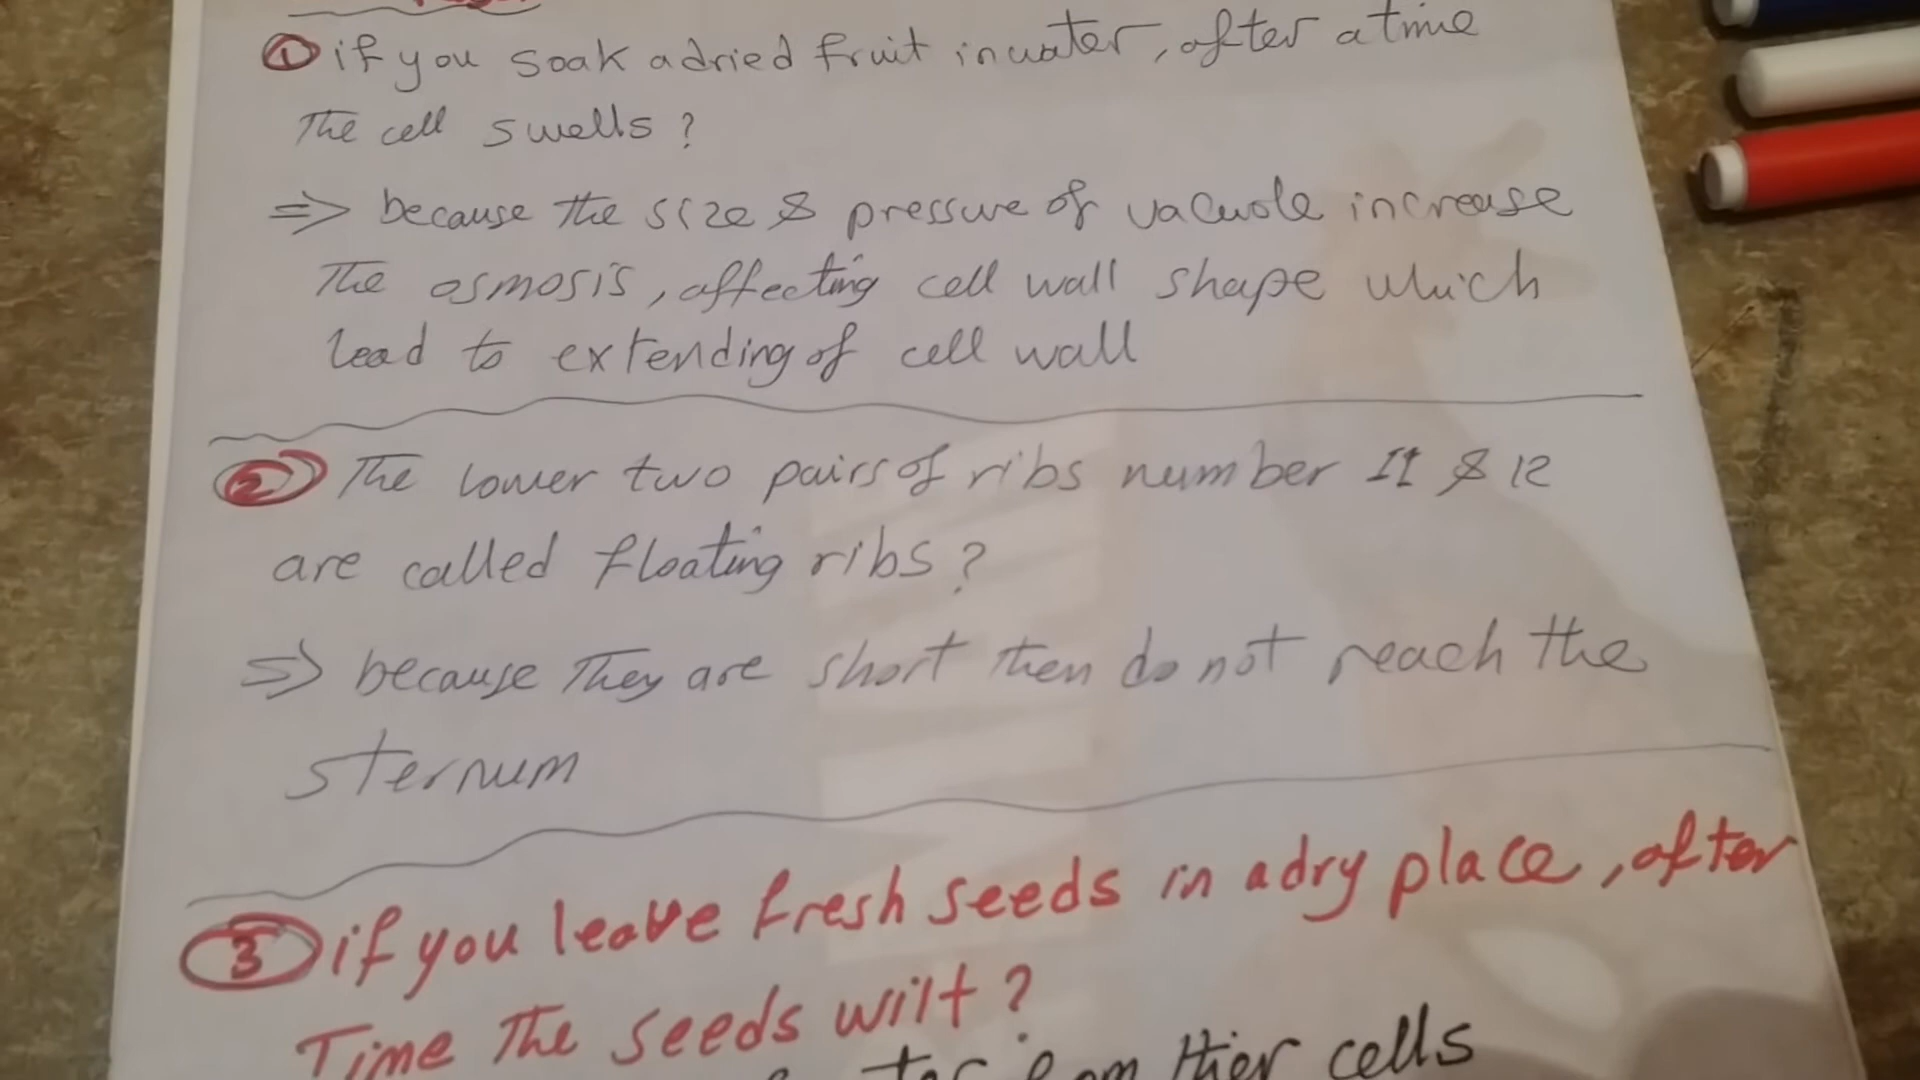 ① if you soak a dried fruit in water, after a time
The cell swells?
⇒ because the size & pressure of vacuole increase
The osmosis, affecting cell wall shape which
lead to extending of cell wall
② The lower two pairs of ribs number 11 & 12
are called floating ribs?
⇒ because They are short then do not reach the
sternum
③ if you leave fresh seeds in a dry place, after
Time The seeds wilt?
from thier cells